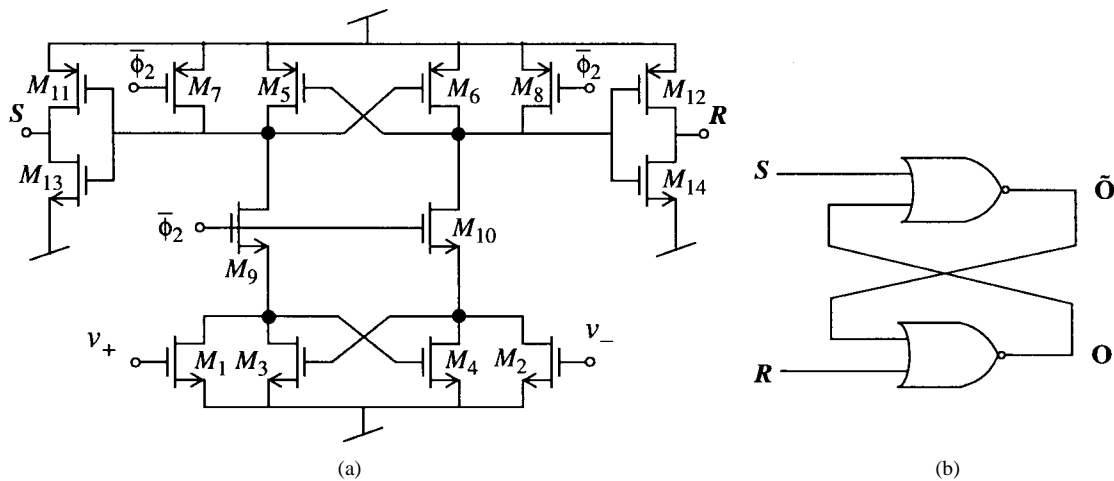 M₁₁
ϕ̄₂
M₇
M₅
M₆
M₈
ϕ̄₂
M₁₂
S
R
M₁₃
M₁₄
ϕ̄₂
M₉
M₁₀
v₊
M₁
M₃
M₄
M₂
v₋
(a)
S
Õ
R
O
(b)